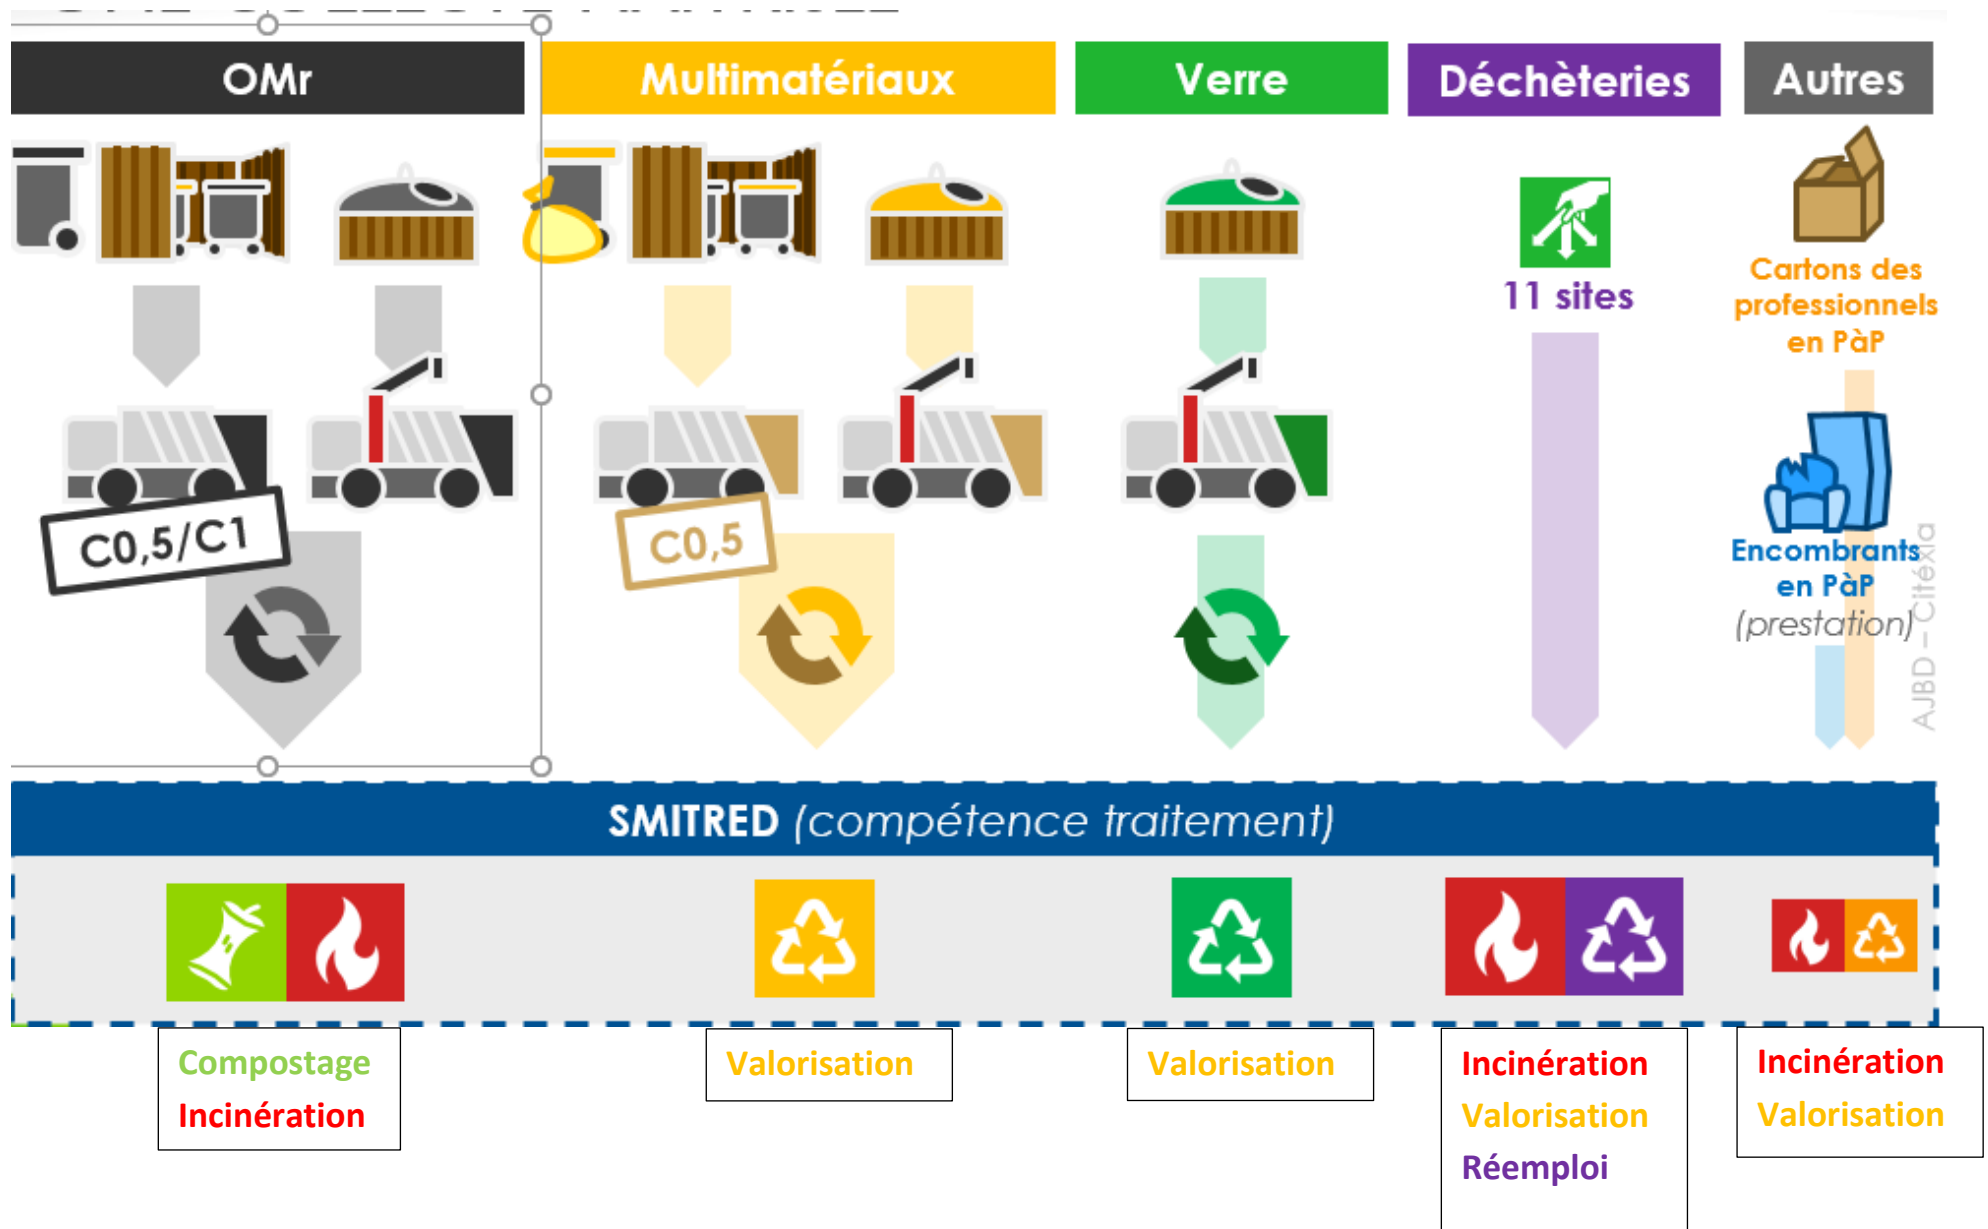 OMr
Multimatériaux
Verre
Déchèteries
Autres
11 sites
Cartons des
professionnels
en PàP
C0,5/C1
C0,5
Encombrants
en PàP
(prestation)
AJBD – Citéxia
SMITRED (compétence traitement)
Compostage
Incinération
Valorisation
Valorisation
Incinération
Valorisation
Réemploi
Incinération
Valorisation